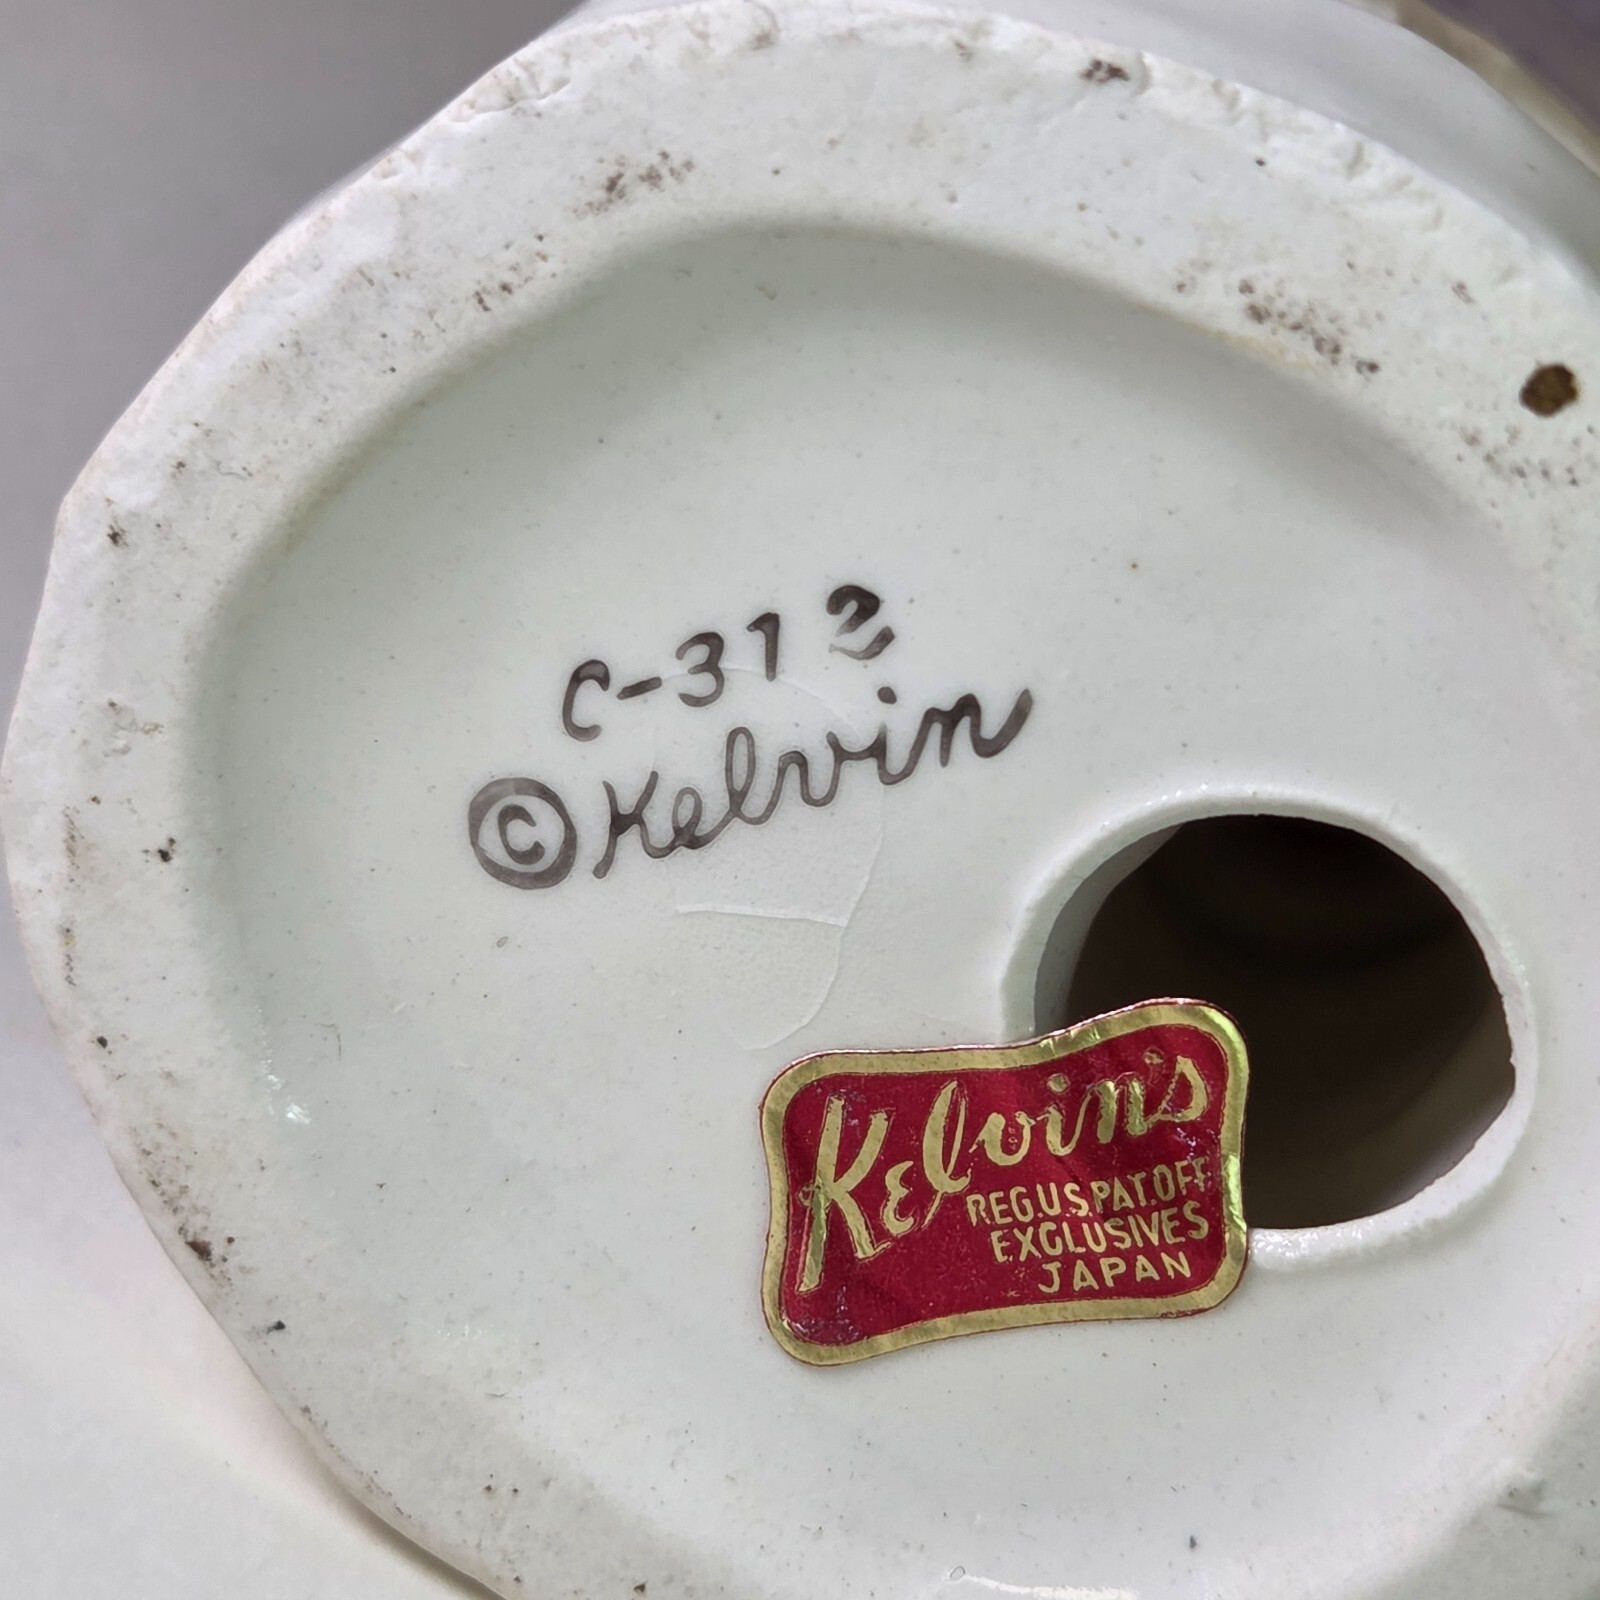 C-312
© Kelvin
Kelvin's
REG.U.S.PAT.OFF
EXCLUSIVES
JAPAN